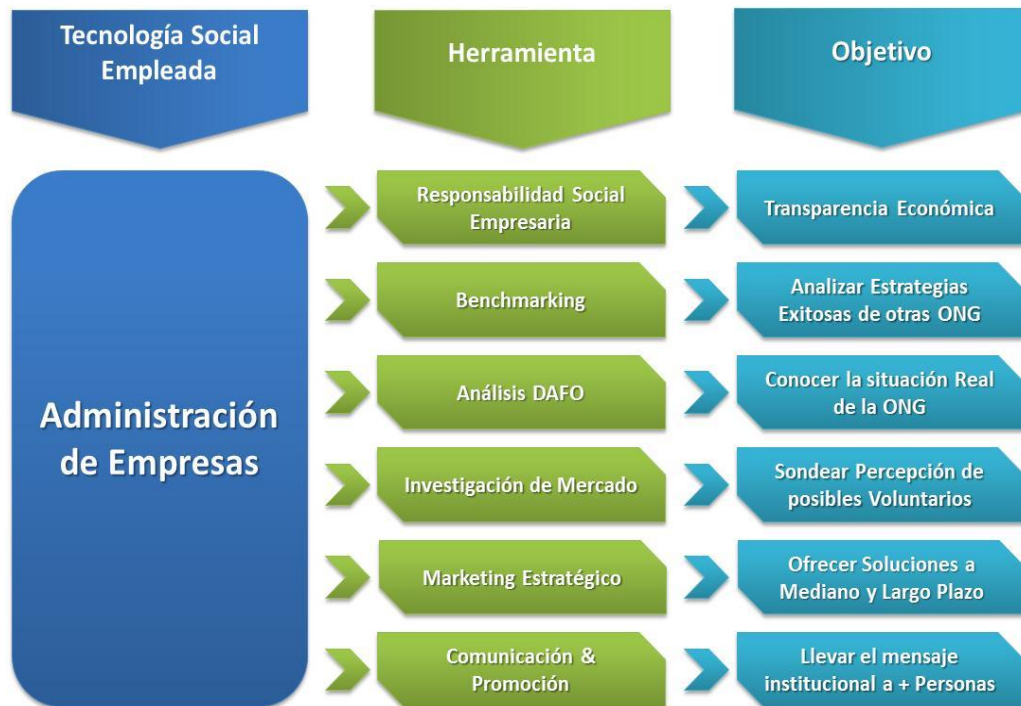 Tecnología Social
Empleada
Herramienta
Objetivo
Administración
de Empresas
Responsabilidad Social
Empresaria
Transparencia Económica
Benchmarking
Analizar Estrategias
Exitosas de otras ONG
Análisis DAFO
Conocer la situación Real
de la ONG
Investigación de Mercado
Sondear Percepción de
posibles Voluntarios
Marketing Estratégico
Ofrecer Soluciones a
Mediano y Largo Plazo
Comunicación &
Promoción
Llevar el mensaje
institucional a + Personas